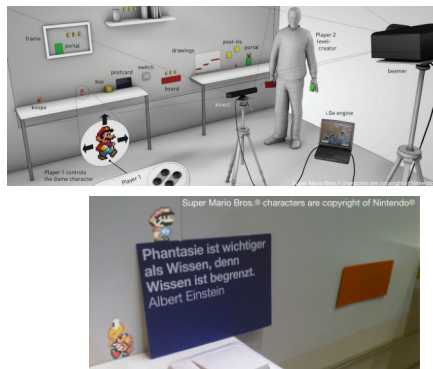 frame
portal
drawings
post-its
portal
Player 2
level-
creator
switch
postcard
box
board
beamer
koopa
kinect
LBe engine
Player 1 controls
the Game character
Player 1
Super Mario Bros.® characters are copyright of Nintendo®
Super Mario Bros.® characters are copyright of Nintendo®
Phantasie ist wichtiger
als Wissen, denn
Wissen ist begrenzt.
Albert Einstein